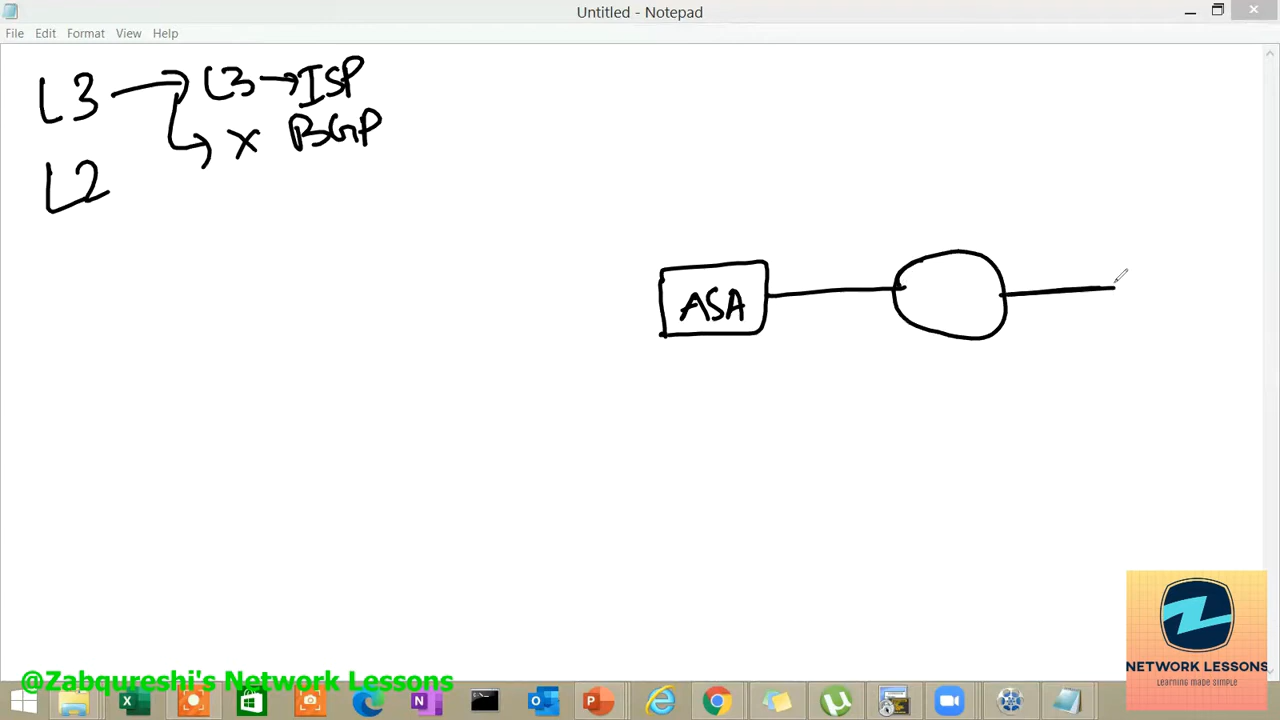 Untitled - Notepad
File Edit Format View Help
L3 → L3 → ISP
X BGP
L2
ASA
NETWORK LESSONS
Learning made simple
@Zabqureshi's Network Lessons